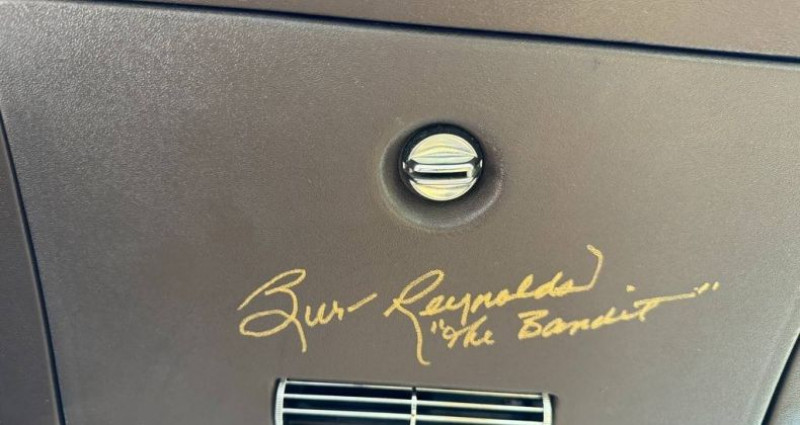 Burt Reynolds
"The Bandit"